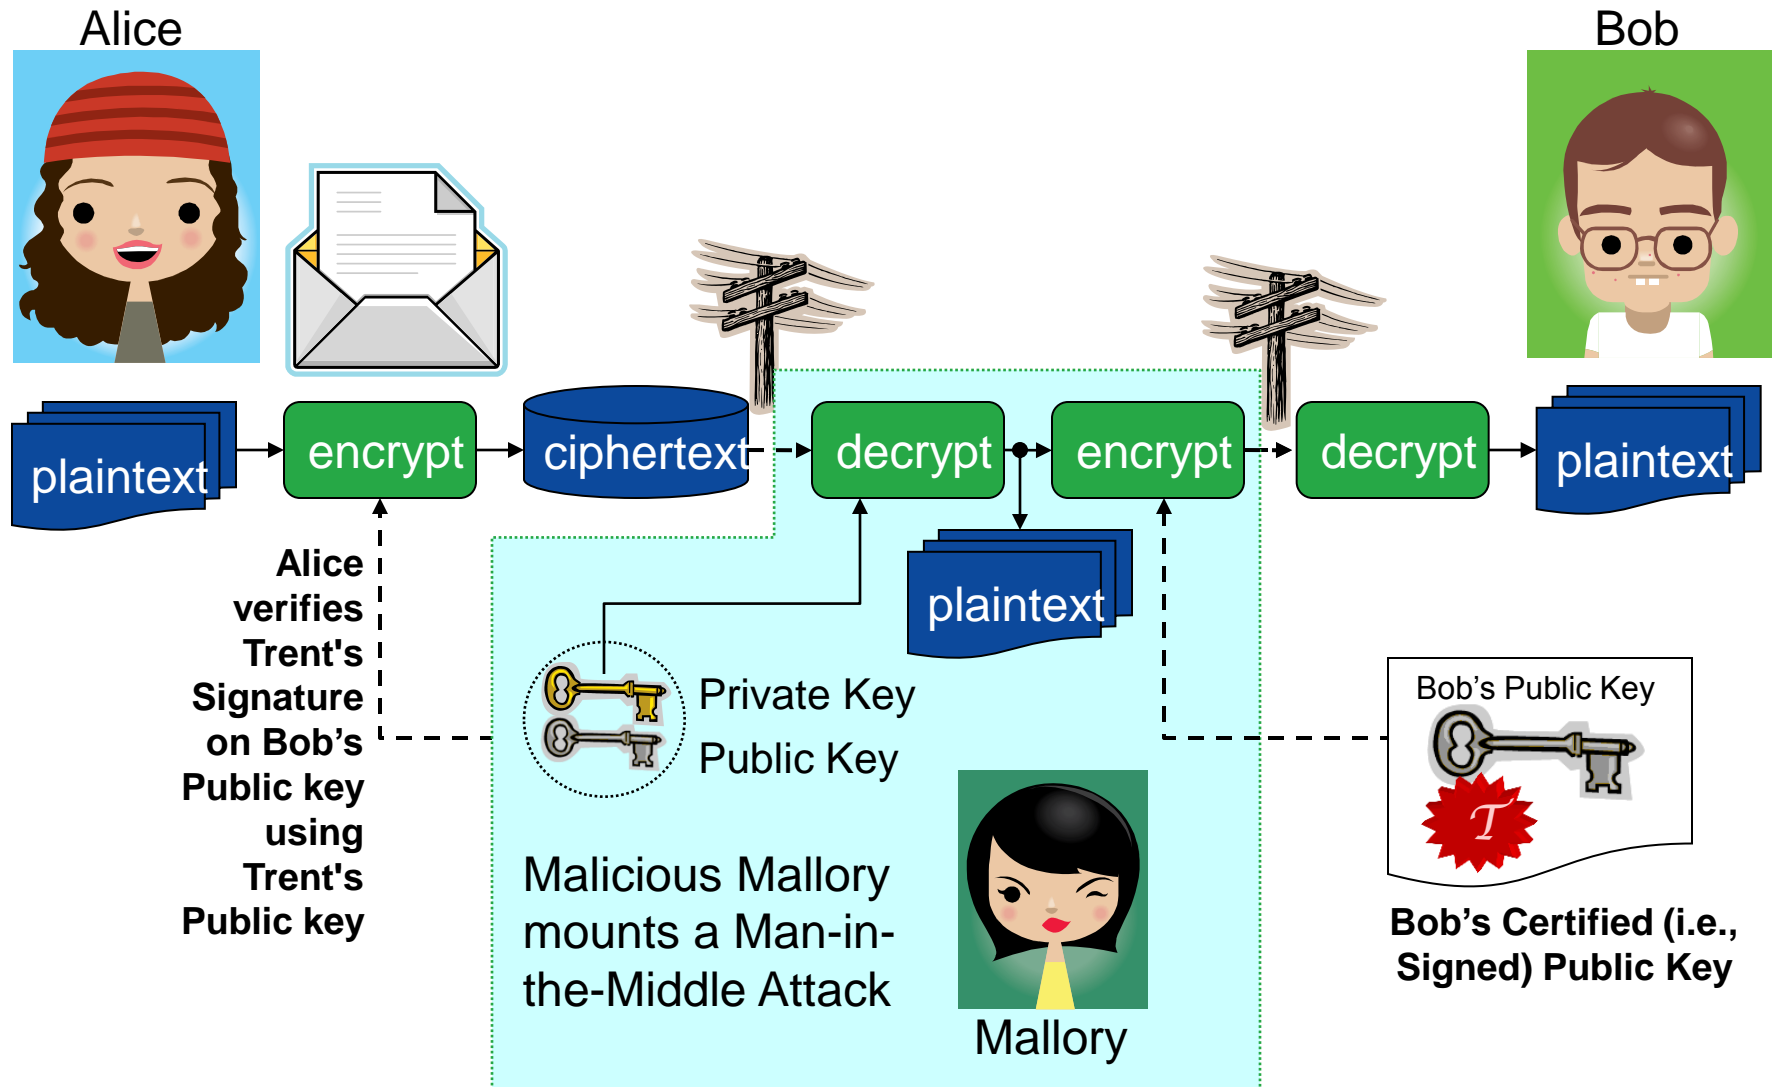 Alice
Bob
plaintext
encrypt
ciphertext
decrypt
encrypt
decrypt
plaintext
plaintext
Alice
verifies
Trent's
Signature
on Bob’s
Public key
using
Trent's
Public key
Private Key
Public Key
Malicious Mallory
mounts a Man-in-
the-Middle Attack
Mallory
Bob’s Public Key
T
Bob’s Certified (i.e.,
Signed) Public Key